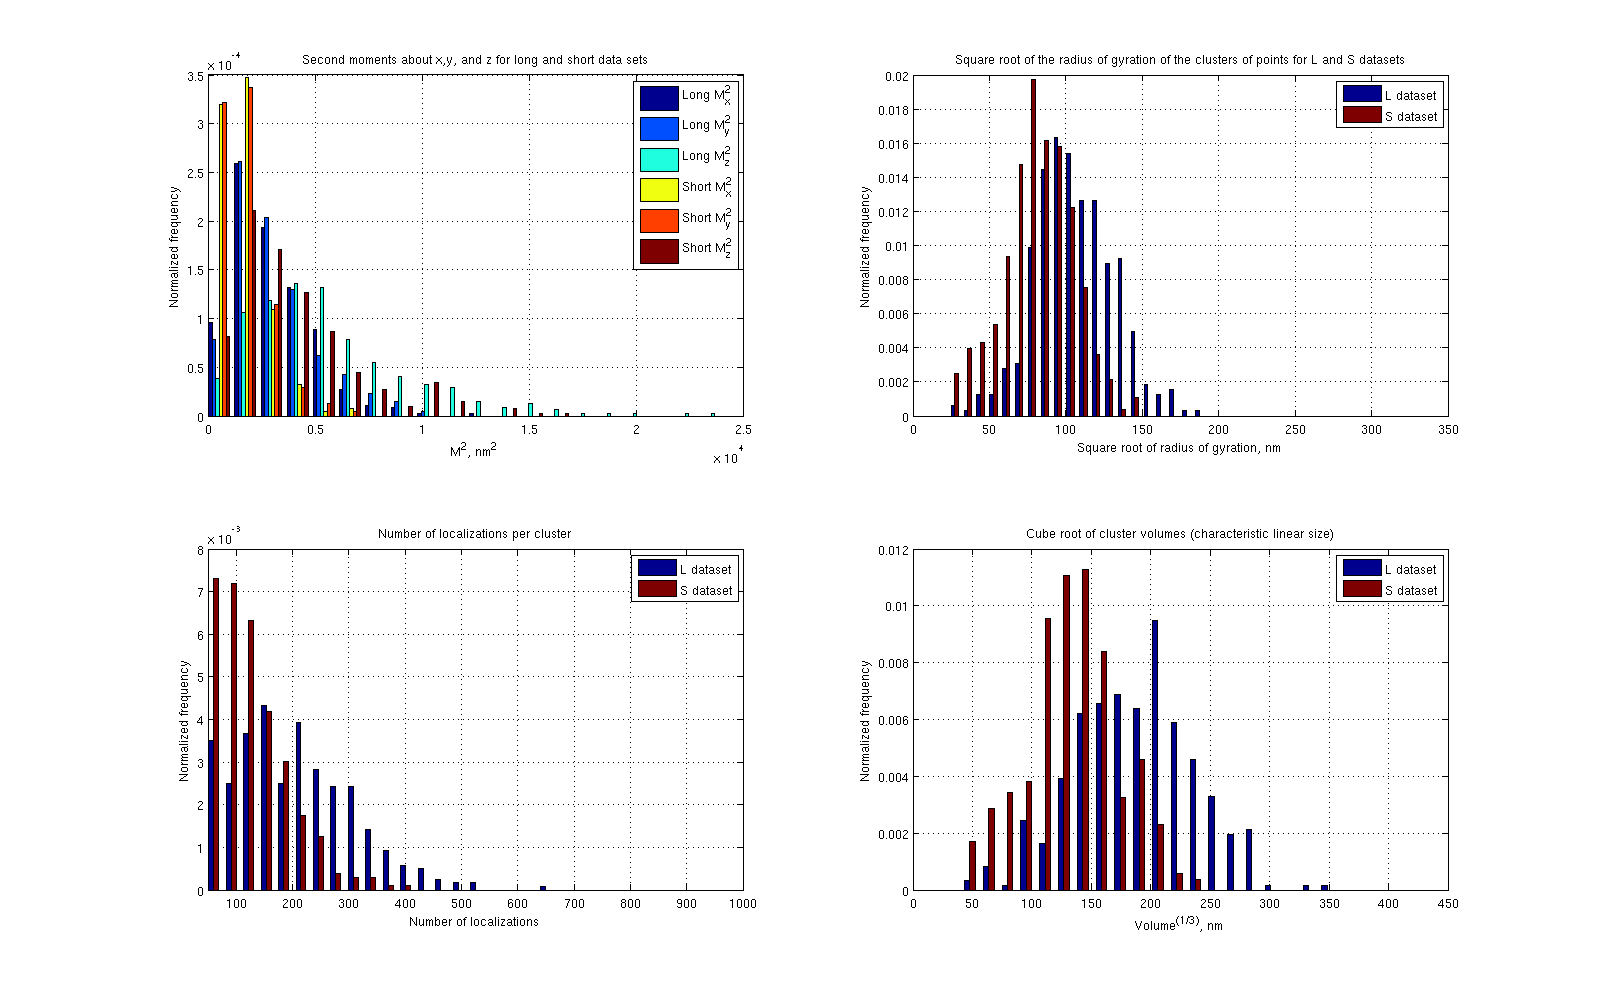 Second moments about x,y, and z for long and short data sets
x 10^-4
3.5
3
2.5
2
1.5
1
0.5
0
Normalized frequency
0 0.5 1 1.5 2 2.5
M^2, nm^2
x 10^4
Long M_x^2
Long M_y^2
Long M_z^2
Short M_x^2
Short M_y^2
Short M_z^2
Square root of the radius of gyration of the clusters of points for L and S datasets
0.02
0.018
0.016
0.014
0.012
0.01
0.008
0.006
0.004
0.002
0
Normalized frequency
0 50 100 150 200 250 300 350
Square root of radius of gyration, nm
L dataset
S dataset
Number of localizations per cluster
x 10^-3
8
7
6
5
4
3
2
1
0
Normalized frequency
100 200 300 400 500 600 700 800 900 1000
Number of localizations
L dataset
S dataset
Cube root of cluster volumes (characteristic linear size)
0.012
0.01
0.008
0.006
0.004
0.002
0
Normalized frequency
0 50 100 150 200 250 300 350 400 450
Volume^(1/3), nm
L dataset
S dataset